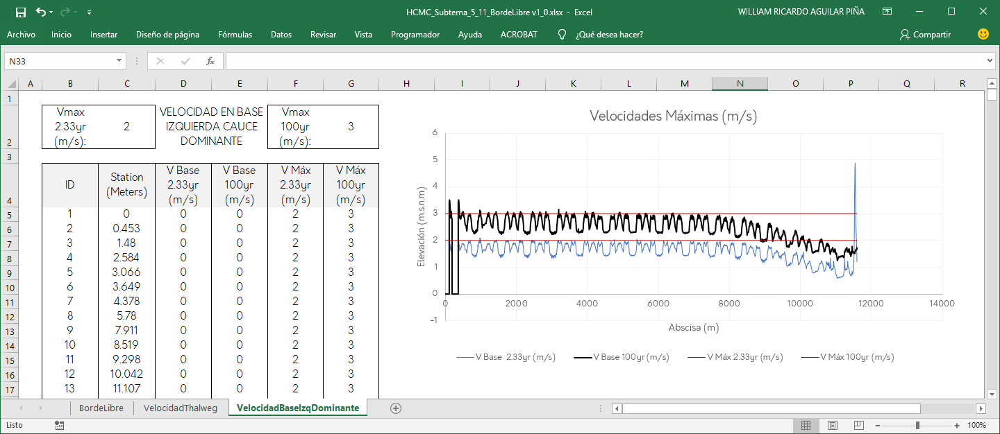 HCMC_Subtema_5_11_BordeLibre v1_0.xlsx - Excel
WILLIAM RICARDO AGUILAR PIÑA
Archivo Inicio Insertar Diseño de página Fórmulas Datos Revisar Vista Programador Ayuda ACROBAT ¿Qué desea hacer? Compartir
N33 fx
A B C D E F G H I J K L M N O P Q R
1
2
3
4
5
6
7
8
9
10
11
12
13
14
15
16
17
Vmax
2.33yr
(m/s):
2
VELOCIDAD EN BASE
IZQUIERDA CAUCE
DOMINANTE
Vmax
100yr
(m/s):
3
ID
Station
(Meters)
V Base
2.33yr
(m/s)
V Base
100yr
(m/s)
V Máx
2.33yr
(m/s)
V Máx
100yr
(m/s)
1 0 0 0 2 3
2 0.453 0 0 2 3
3 1.48 0 0 2 3
4 2.584 0 0 2 3
5 3.066 0 0 2 3
6 3.649 0 0 2 3
7 4.378 0 0 2 3
8 5.78 0 0 2 3
9 7.911 0 0 2 3
10 8.519 0 0 2 3
11 9.298 0 0 2 3
12 10.042 0 0 2 3
13 11.107 0 0 2 3
Velocidades Máximas (m/s)
Elevación (m.s.n.m)
6
5
4
3
2
1
0
-1
0 2000 4000 6000 8000 10000 12000 14000
Abscisa (m)
V Base 2.33yr (m/s) V Base 100yr (m/s) V Máx 2.33yr (m/s) V Máx 100yr (m/s)
BordeLibre VelocidadThalweg VelocidadBaseIzqDominante
Listo
100%